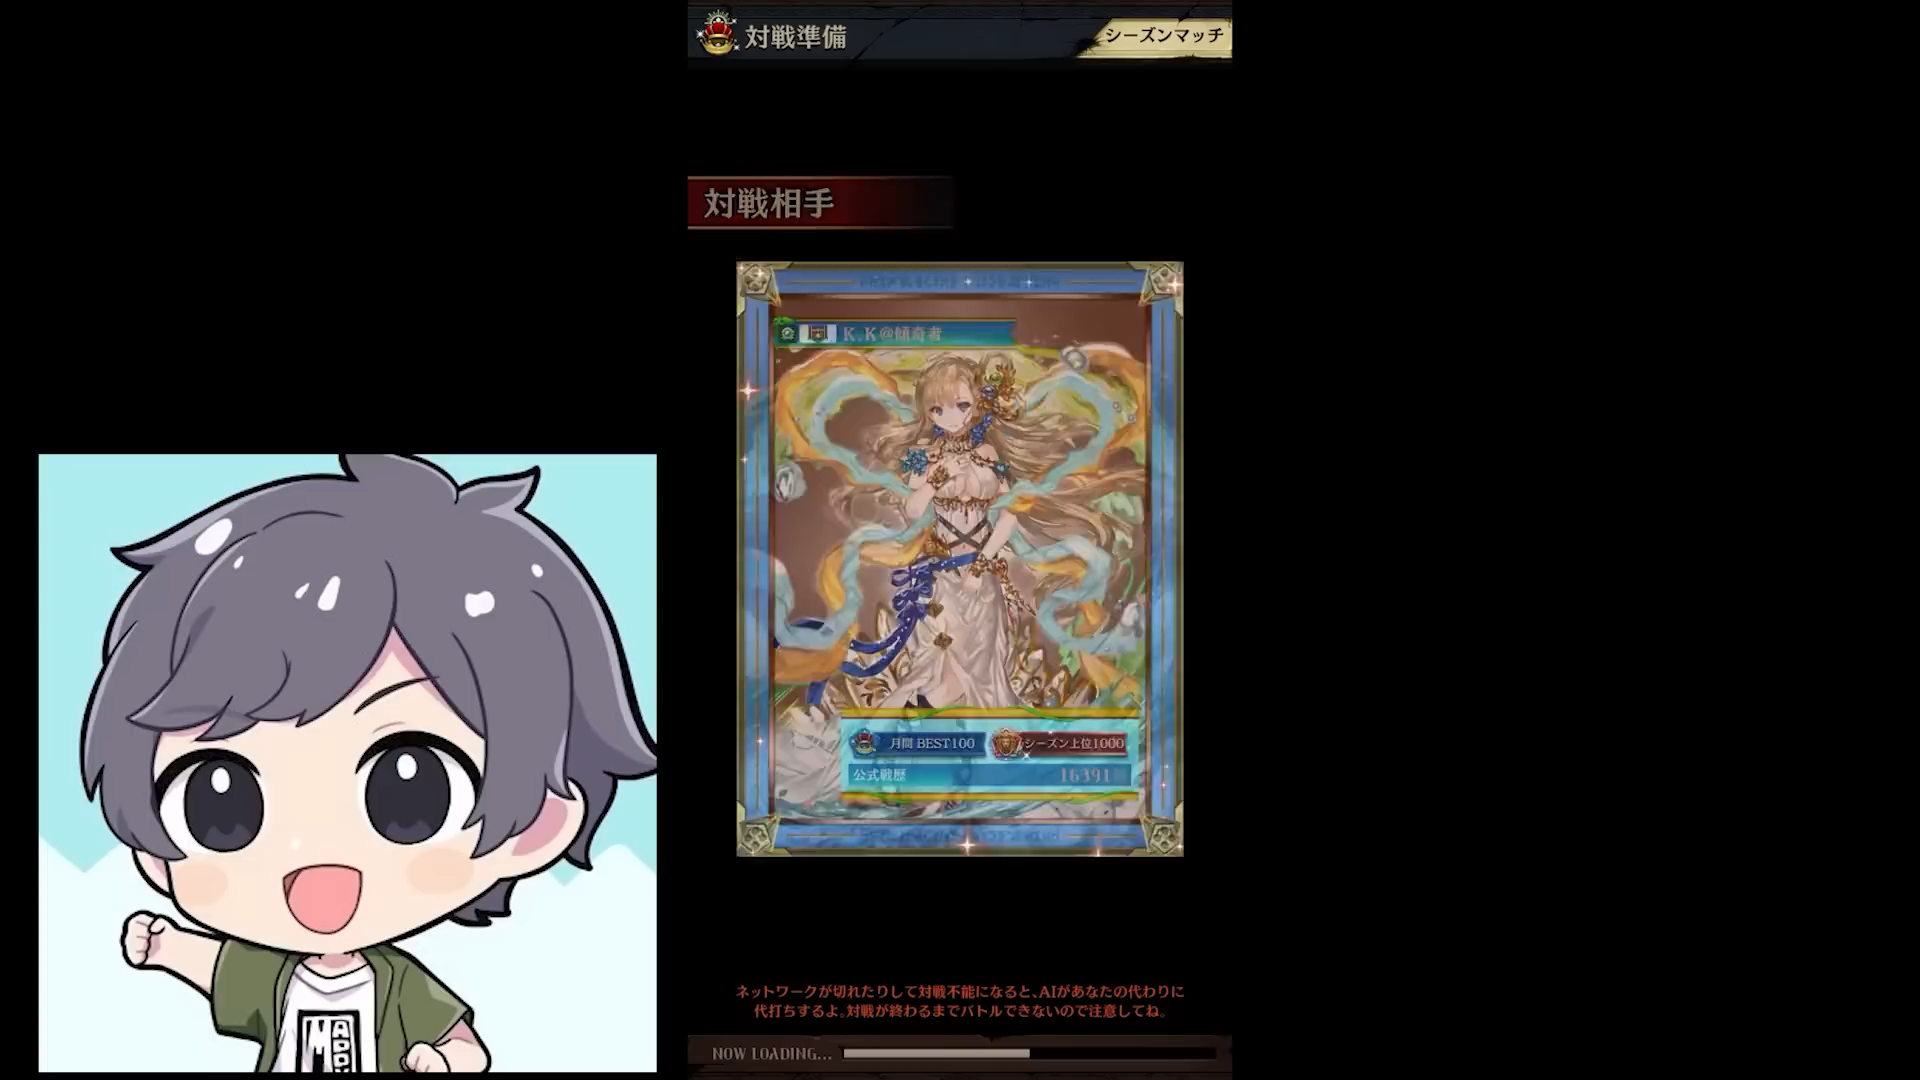 対戦準備
シーズンマッチ
対戦相手
K.K@傾奇者
月間 BEST100
シーズン上位1000
公式戦歴
16391
ネットワークが切れたりして対戦不能になると、AIがあなたの代わりに
代打ちするよ。対戦が終わるまでバトルできないので注意してね。
NOW LOADING...